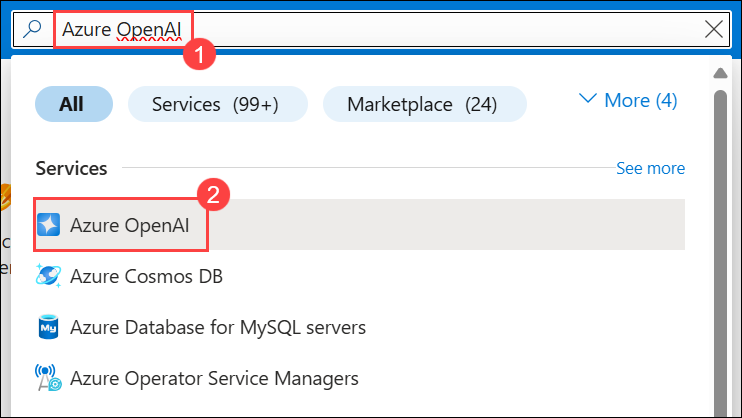 Azure OpenAI
1
All
Services (99+)
Marketplace (24)
More (4)
Services
See more
2
Azure OpenAI
Azure Cosmos DB
My
Azure Database for MySQL servers
Azure Operator Service Managers